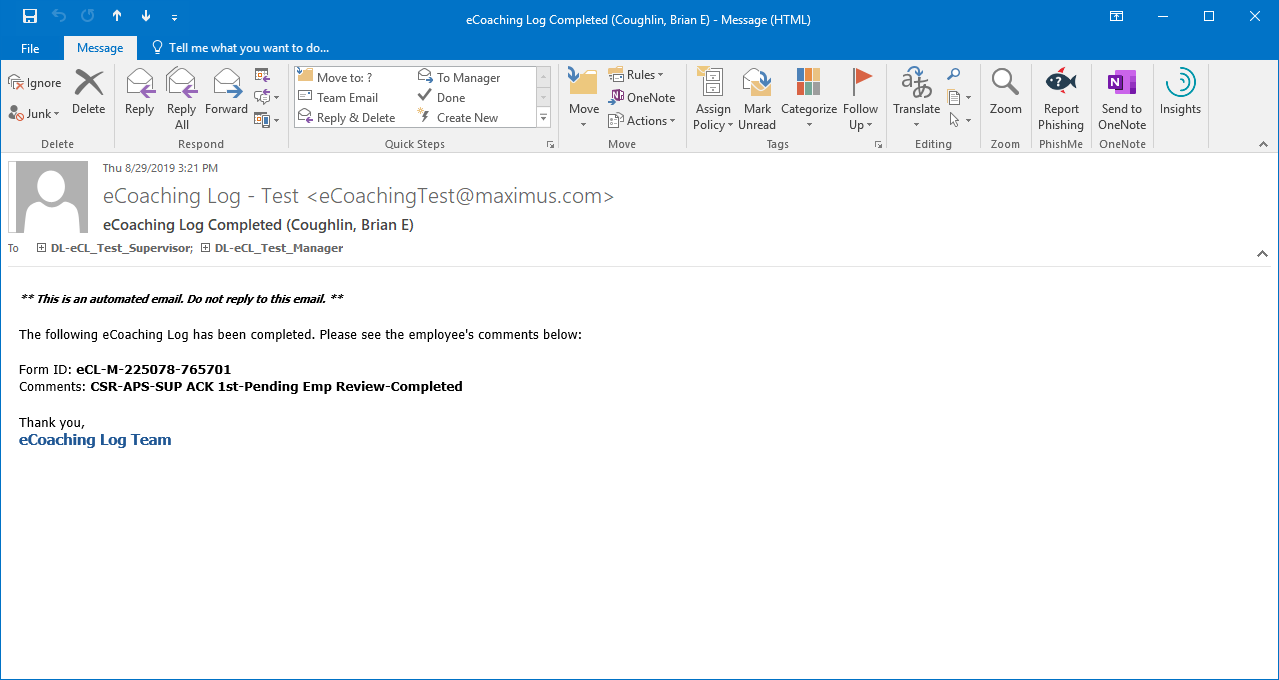 eCoaching Log Completed (Coughlin, Brian E) - Message (HTML)
File Message Tell me what you want to do...
Ignore
Junk
Delete
Delete
Reply
Reply All
Forward
Respond
Move to: ?
Team Email
Reply & Delete
To Manager
Done
Create New
Quick Steps
Move
Rules
OneNote
Actions
Move
Assign Policy
Mark Unread
Categorize
Follow Up
Tags
Translate
Editing
Zoom
Zoom
Report Phishing
PhishMe
Send to OneNote
OneNote
Insights
Thu 8/29/2019 3:21 PM
eCoaching Log - Test <eCoachingTest@maximus.com>
eCoaching Log Completed (Coughlin, Brian E)
To DL-eCL_Test_Supervisor; DL-eCL_Test_Manager
** This is an automated email. Do not reply to this email. **
The following eCoaching Log has been completed. Please see the employee's comments below:
Form ID: eCL-M-225078-765701
Comments: CSR-APS-SUP ACK 1st-Pending Emp Review-Completed
Thank you,
eCoaching Log Team